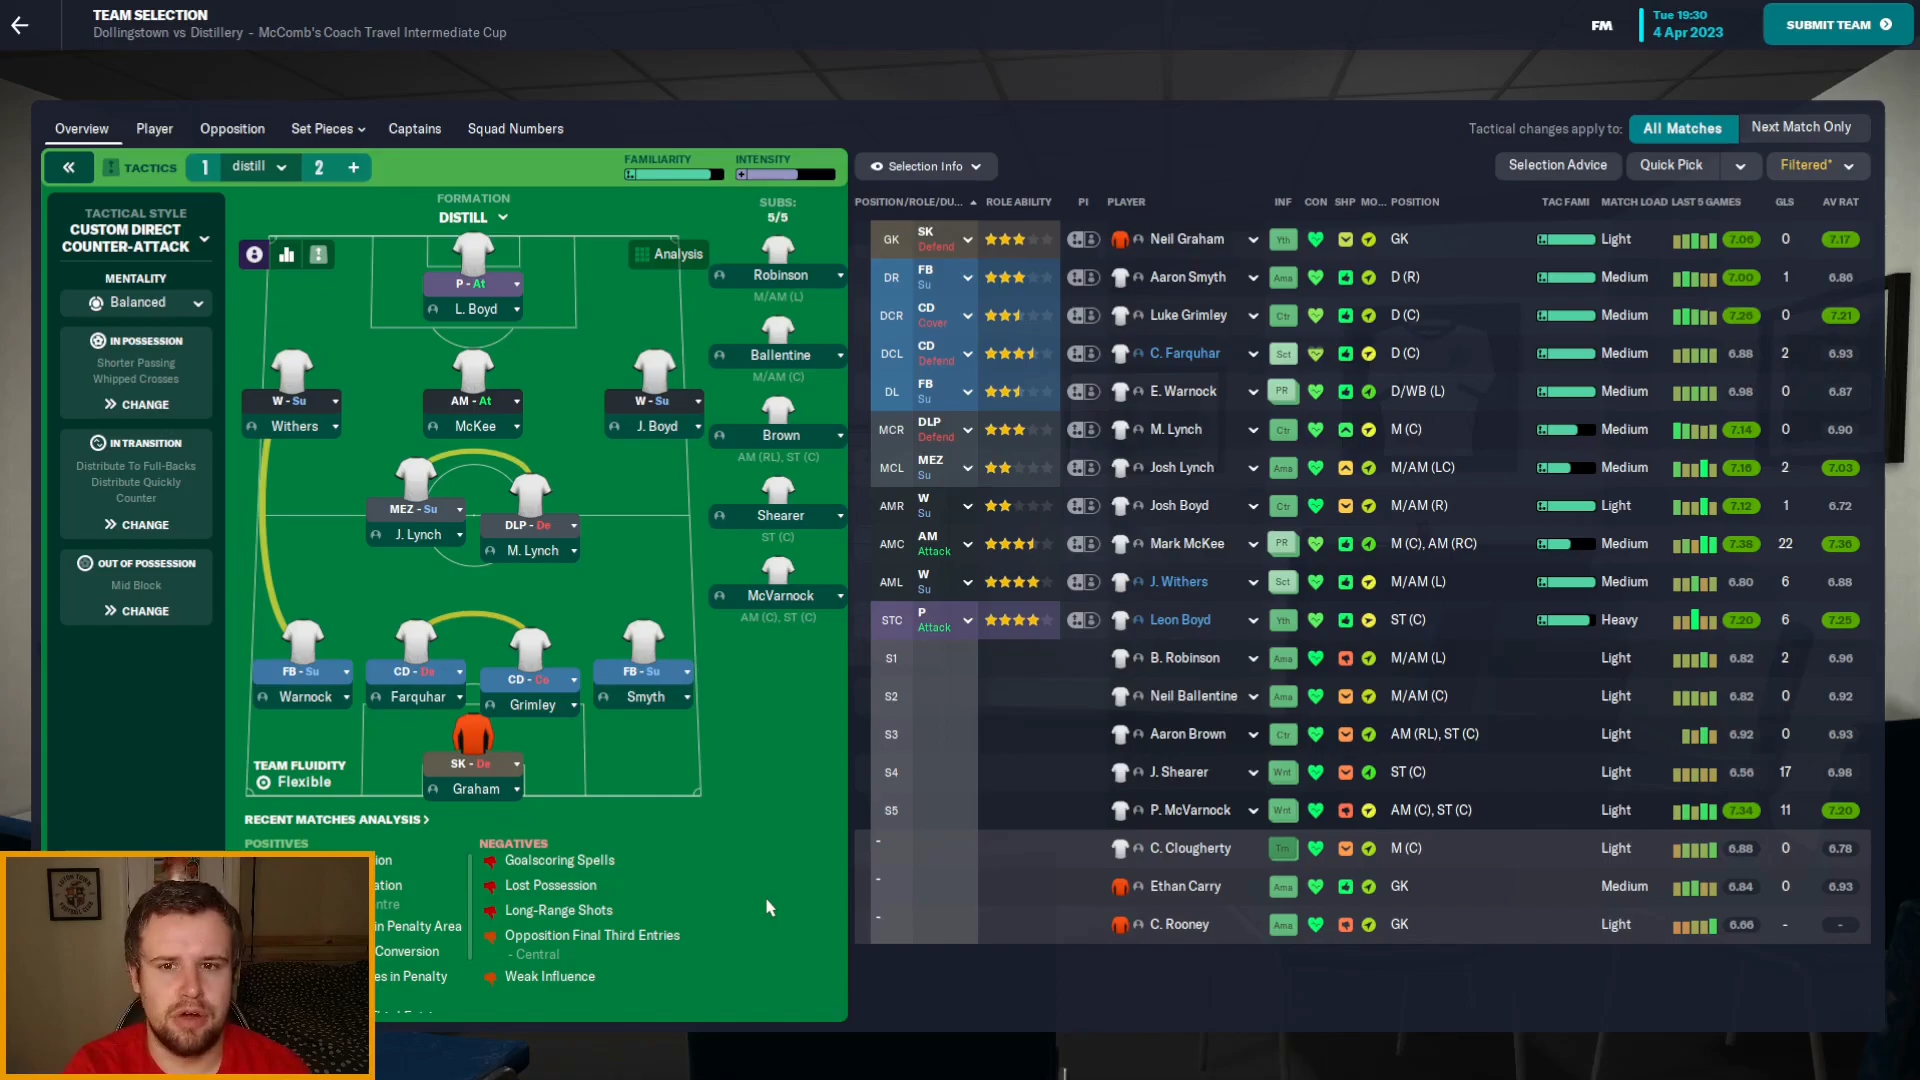 TEAM SELECTION
Dollingstown vs Distillery - McComb's Coach Travel Intermediate Cup
FM
Tue 19:30
4 Apr 2023
SUBMIT TEAM
Overview Player Opposition Set Pieces Captains Squad Numbers
Tactical changes apply to: All Matches Next Match Only
TACTICS 1 distill 2 +
FAMILIARITY INTENSITY
Selection Info
Selection Advice Quick Pick Filtered*
TACTICAL STYLE
CUSTOM DIRECT
COUNTER-ATTACK
MENTALITY
Balanced
IN POSSESSION
Shorter Passing
Whipped Crosses
CHANGE
IN TRANSITION
Distribute To Full-Backs
Distribute Quickly
Counter
CHANGE
OUT OF POSSESSION
Mid Block
CHANGE
FORMATION
DISTILL
Analysis
P - At
L. Boyd
W - Su
Withers
AM - At
McKee
W - Su
J. Boyd
MEZ - Su
J. Lynch
DLP - De
M. Lynch
FB - Su
Warnock
CD - De
Farquhar
CD - Co
Grimley
FB - Su
Smyth
SK - De
Graham
TEAM FLUIDITY
Flexible
SUBS:
5/5
Robinson
M/AM (L)
Ballentine
M/AM (C)
Brown
AM (RL), ST (C)
Shearer
ST (C)
McVarnock
AM (C), ST (C)
RECENT MATCHES ANALYSIS
POSITIVES
ion
ation
ntre
in Penalty Area
Conversion
es in Penalty
NEGATIVES
Goalscoring Spells
Lost Possession
Long-Range Shots
Opposition Final Third Entries
- Central
Weak Influence
POSITION/ROLE/DU... ROLE ABILITY PI PLAYER INF CON SHP MO... POSITION TAC FAMI MATCH LOAD LAST 5 GAMES GLS AV RAT
GK SK Defend Neil Graham Yth GK Light 7.06 0 7.17
DR FB Su Aaron Smyth Ama D (R) Medium 7.00 1 6.86
DCR CD Cover Luke Grimley Ctr D (C) Medium 7.26 0 7.21
DCL CD Defend C. Farquhar Sct D (C) Medium 6.88 2 6.93
DL FB Su E. Warnock PR D/WB (L) Medium 6.98 0 6.87
MCR DLP Defend M. Lynch Ctr M (C) Medium 7.14 0 6.90
MCL MEZ Su Josh Lynch Ama M/AM (LC) Medium 7.16 2 7.03
AMR W Su Josh Boyd Ctr M/AM (R) Light 7.12 1 6.72
AMC AM Attack Mark McKee PR M (C), AM (RC) Medium 7.38 22 7.36
AML W Su J. Withers Sct M/AM (L) Medium 6.80 6 6.88
STC P Attack Leon Boyd Yth ST (C) Heavy 7.20 6 7.25
S1 B. Robinson Ama M/AM (L) Light 6.82 2 6.96
S2 Neil Ballentine Ama M/AM (C) Light 6.82 0 6.92
S3 Aaron Brown Ctr AM (RL), ST (C) Light 6.92 0 6.93
S4 J. Shearer Wnt ST (C) Light 6.56 17 6.98
S5 P. McVarnock Wnt AM (C), ST (C) Light 7.34 11 7.20
- C. Clougherty Trn M (C) Light 6.88 0 6.78
- Ethan Carry Ama GK Medium 6.84 0 6.93
- C. Rooney Ama GK Light 6.66 - -
LUTON TOWN